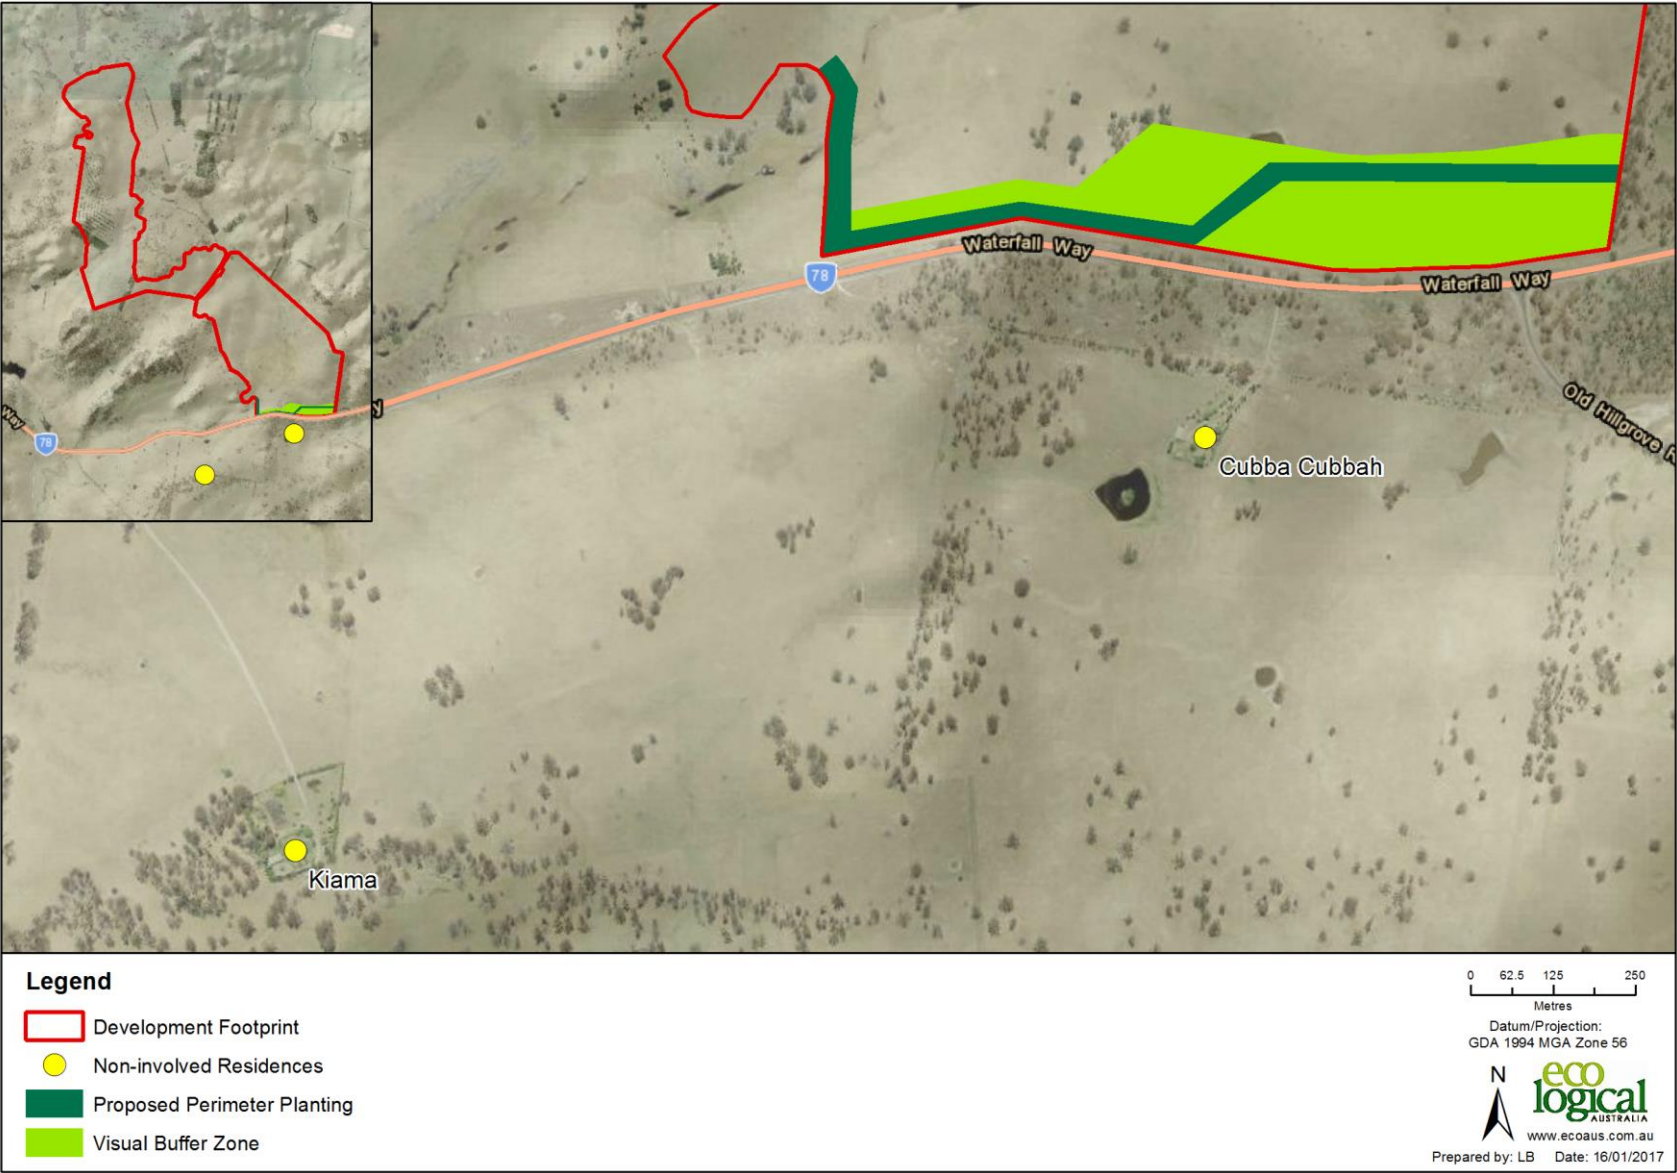 Way
78
y
78
Waterfall Way
Waterfall Way
Old Hillgrove R
Cubba Cubbah
Kiama
Legend
Development Footprint
Non-involved Residences
Proposed Perimeter Planting
Visual Buffer Zone
0 62.5 125 250
Metres
Datum/Projection:
GDA 1994 MGA Zone 56
N
eco
logical
AUSTRALIA
www.ecoaus.com.au
Prepared by: LB Date: 16/01/2017